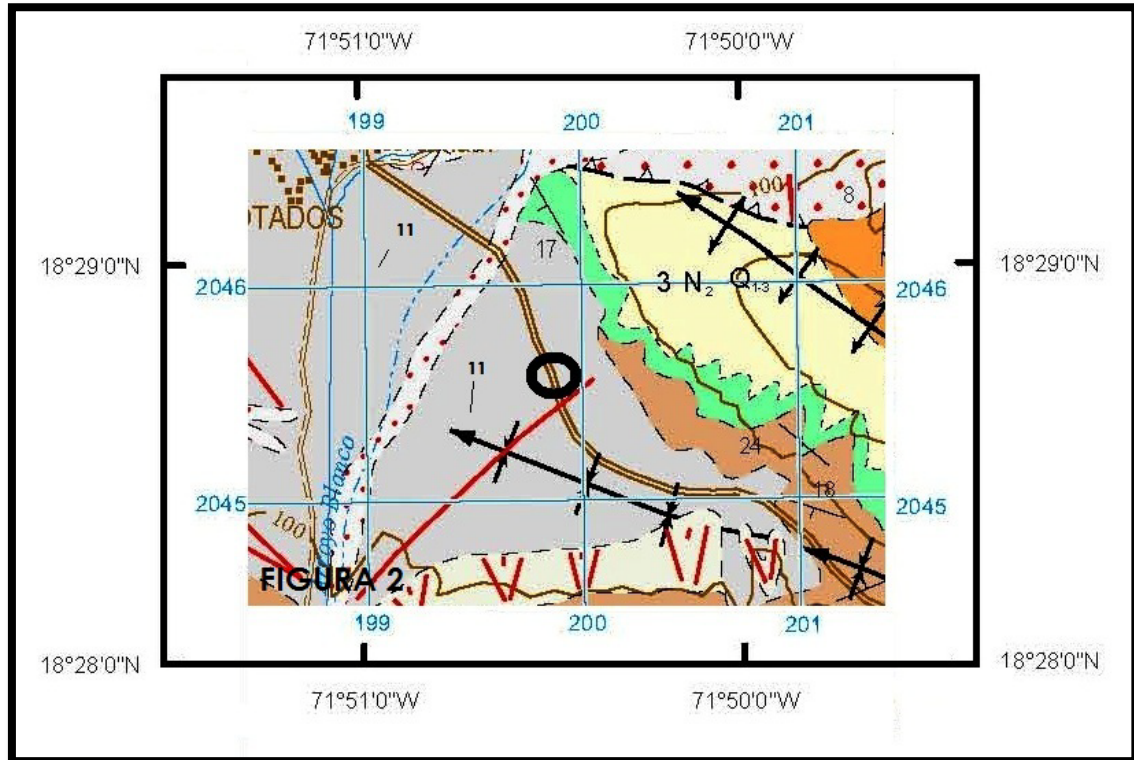 71°51'0"W 71°50'0"W
199 200 201
100
8
OTADOS
11
17
18°29'0"N 18°29'0"N
3 N2 Q1-3
2046 2046
11
24
18
2045 2045
100
oyo Blanco
FIGURA 2
199 200 201
18°28'0"N 18°28'0"N
71°51'0"W 71°50'0"W